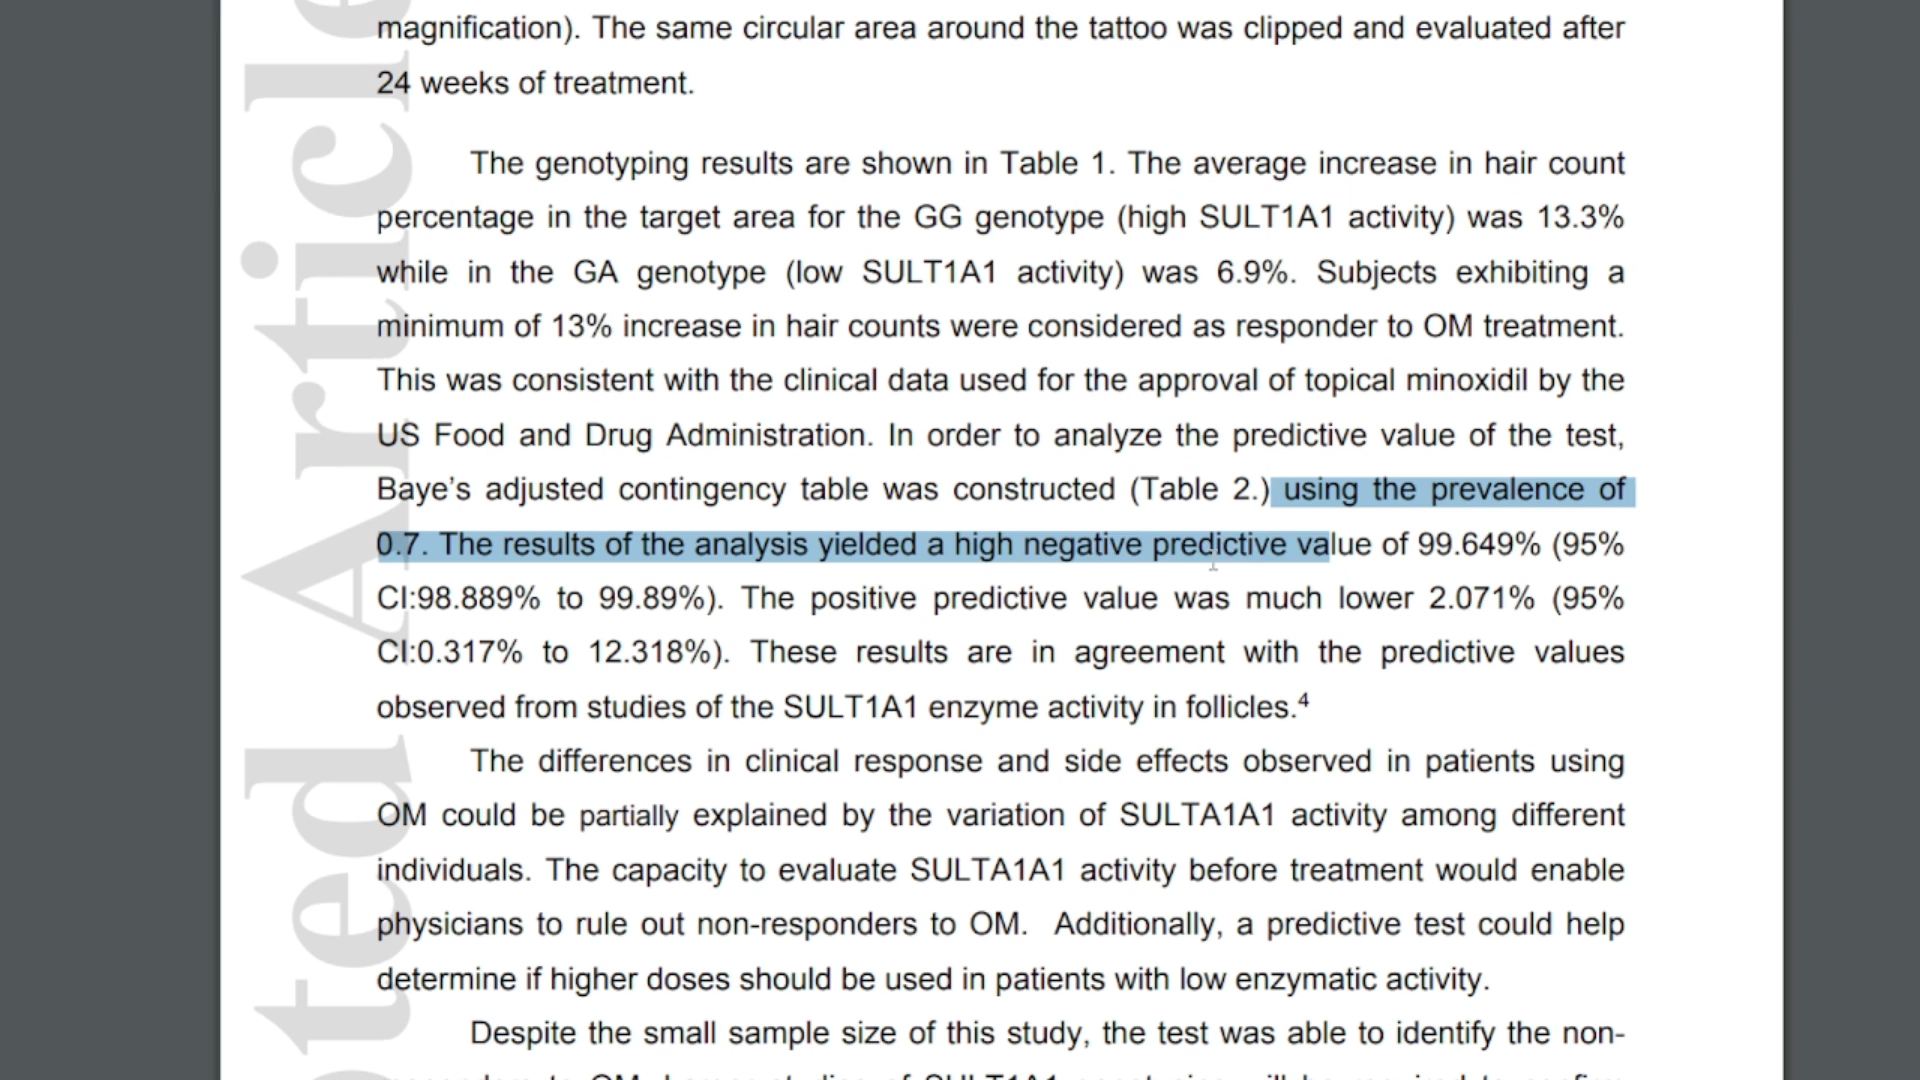 magnification). The same circular area around the tattoo was clipped and evaluated after
24 weeks of treatment.
The genotyping results are shown in Table 1. The average increase in hair count
percentage in the target area for the GG genotype (high SULT1A1 activity) was 13.3%
while in the GA genotype (low SULT1A1 activity) was 6.9%. Subjects exhibiting a
minimum of 13% increase in hair counts were considered as responder to OM treatment.
This was consistent with the clinical data used for the approval of topical minoxidil by the
US Food and Drug Administration. In order to analyze the predictive value of the test,
Baye’s adjusted contingency table was constructed (Table 2.) using the prevalence of
0.7. The results of the analysis yielded a high negative predictive value of 99.649% (95%
CI:98.889% to 99.89%). The positive predictive value was much lower 2.071% (95%
CI:0.317% to 12.318%). These results are in agreement with the predictive values
observed from studies of the SULT1A1 enzyme activity in follicles.⁴
The differences in clinical response and side effects observed in patients using
OM could be partially explained by the variation of SULTA1A1 activity among different
individuals. The capacity to evaluate SULTA1A1 activity before treatment would enable
physicians to rule out non-responders to OM.  Additionally, a predictive test could help
determine if higher doses should be used in patients with low enzymatic activity.
Despite the small sample size of this study, the test was able to identify the non-
ted Article